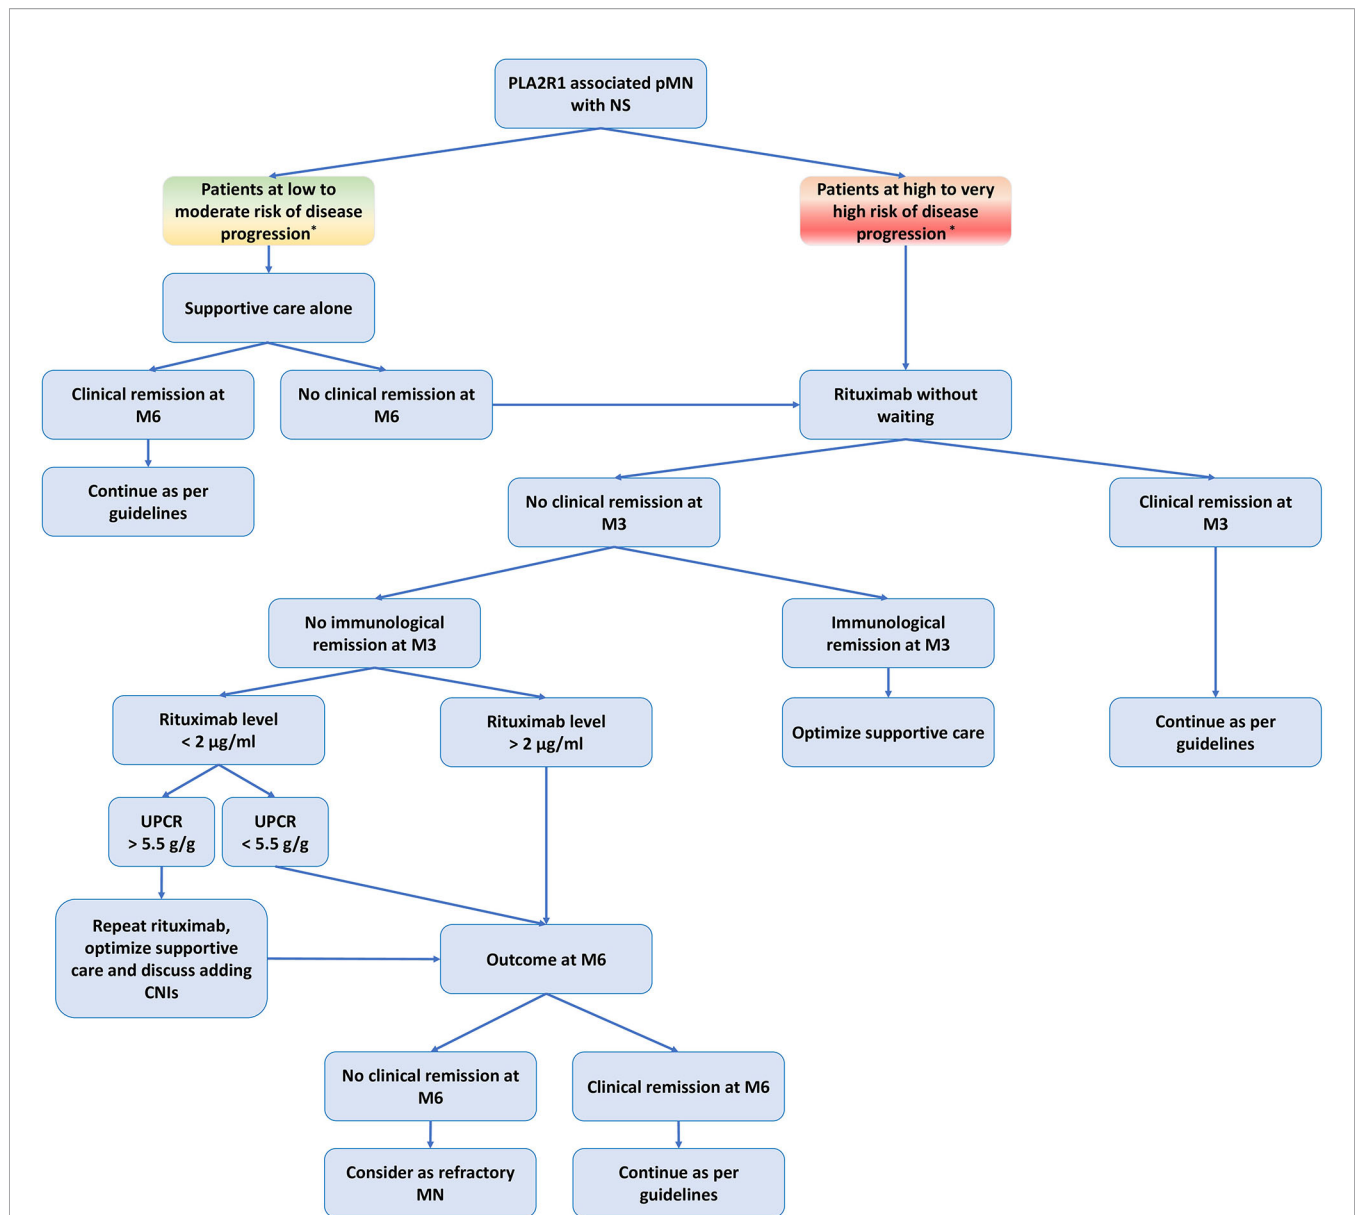 PLA2R1 associated pMN
with NS
Patients at low to
moderate risk of disease
progression*
Patients at high to very
high risk of disease
progression *
Supportive care alone
Clinical remission at
M6
No clinical remission at
M6
Rituximab without
waiting
Continue as per
guidelines
No clinical remission at
M3
Clinical remission at
M3
No immunological
remission at M3
Immunological
remission at M3
Rituximab level
< 2 µg/ml
Rituximab level
> 2 µg/ml
Optimize supportive care
Continue as per
guidelines
UPCR
> 5.5 g/g
UPCR
< 5.5 g/g
Repeat rituximab,
optimize supportive
care and discuss adding
CNIs
Outcome at M6
No clinical remission at
M6
Clinical remission at M6
Consider as refractory
MN
Continue as per
guidelines